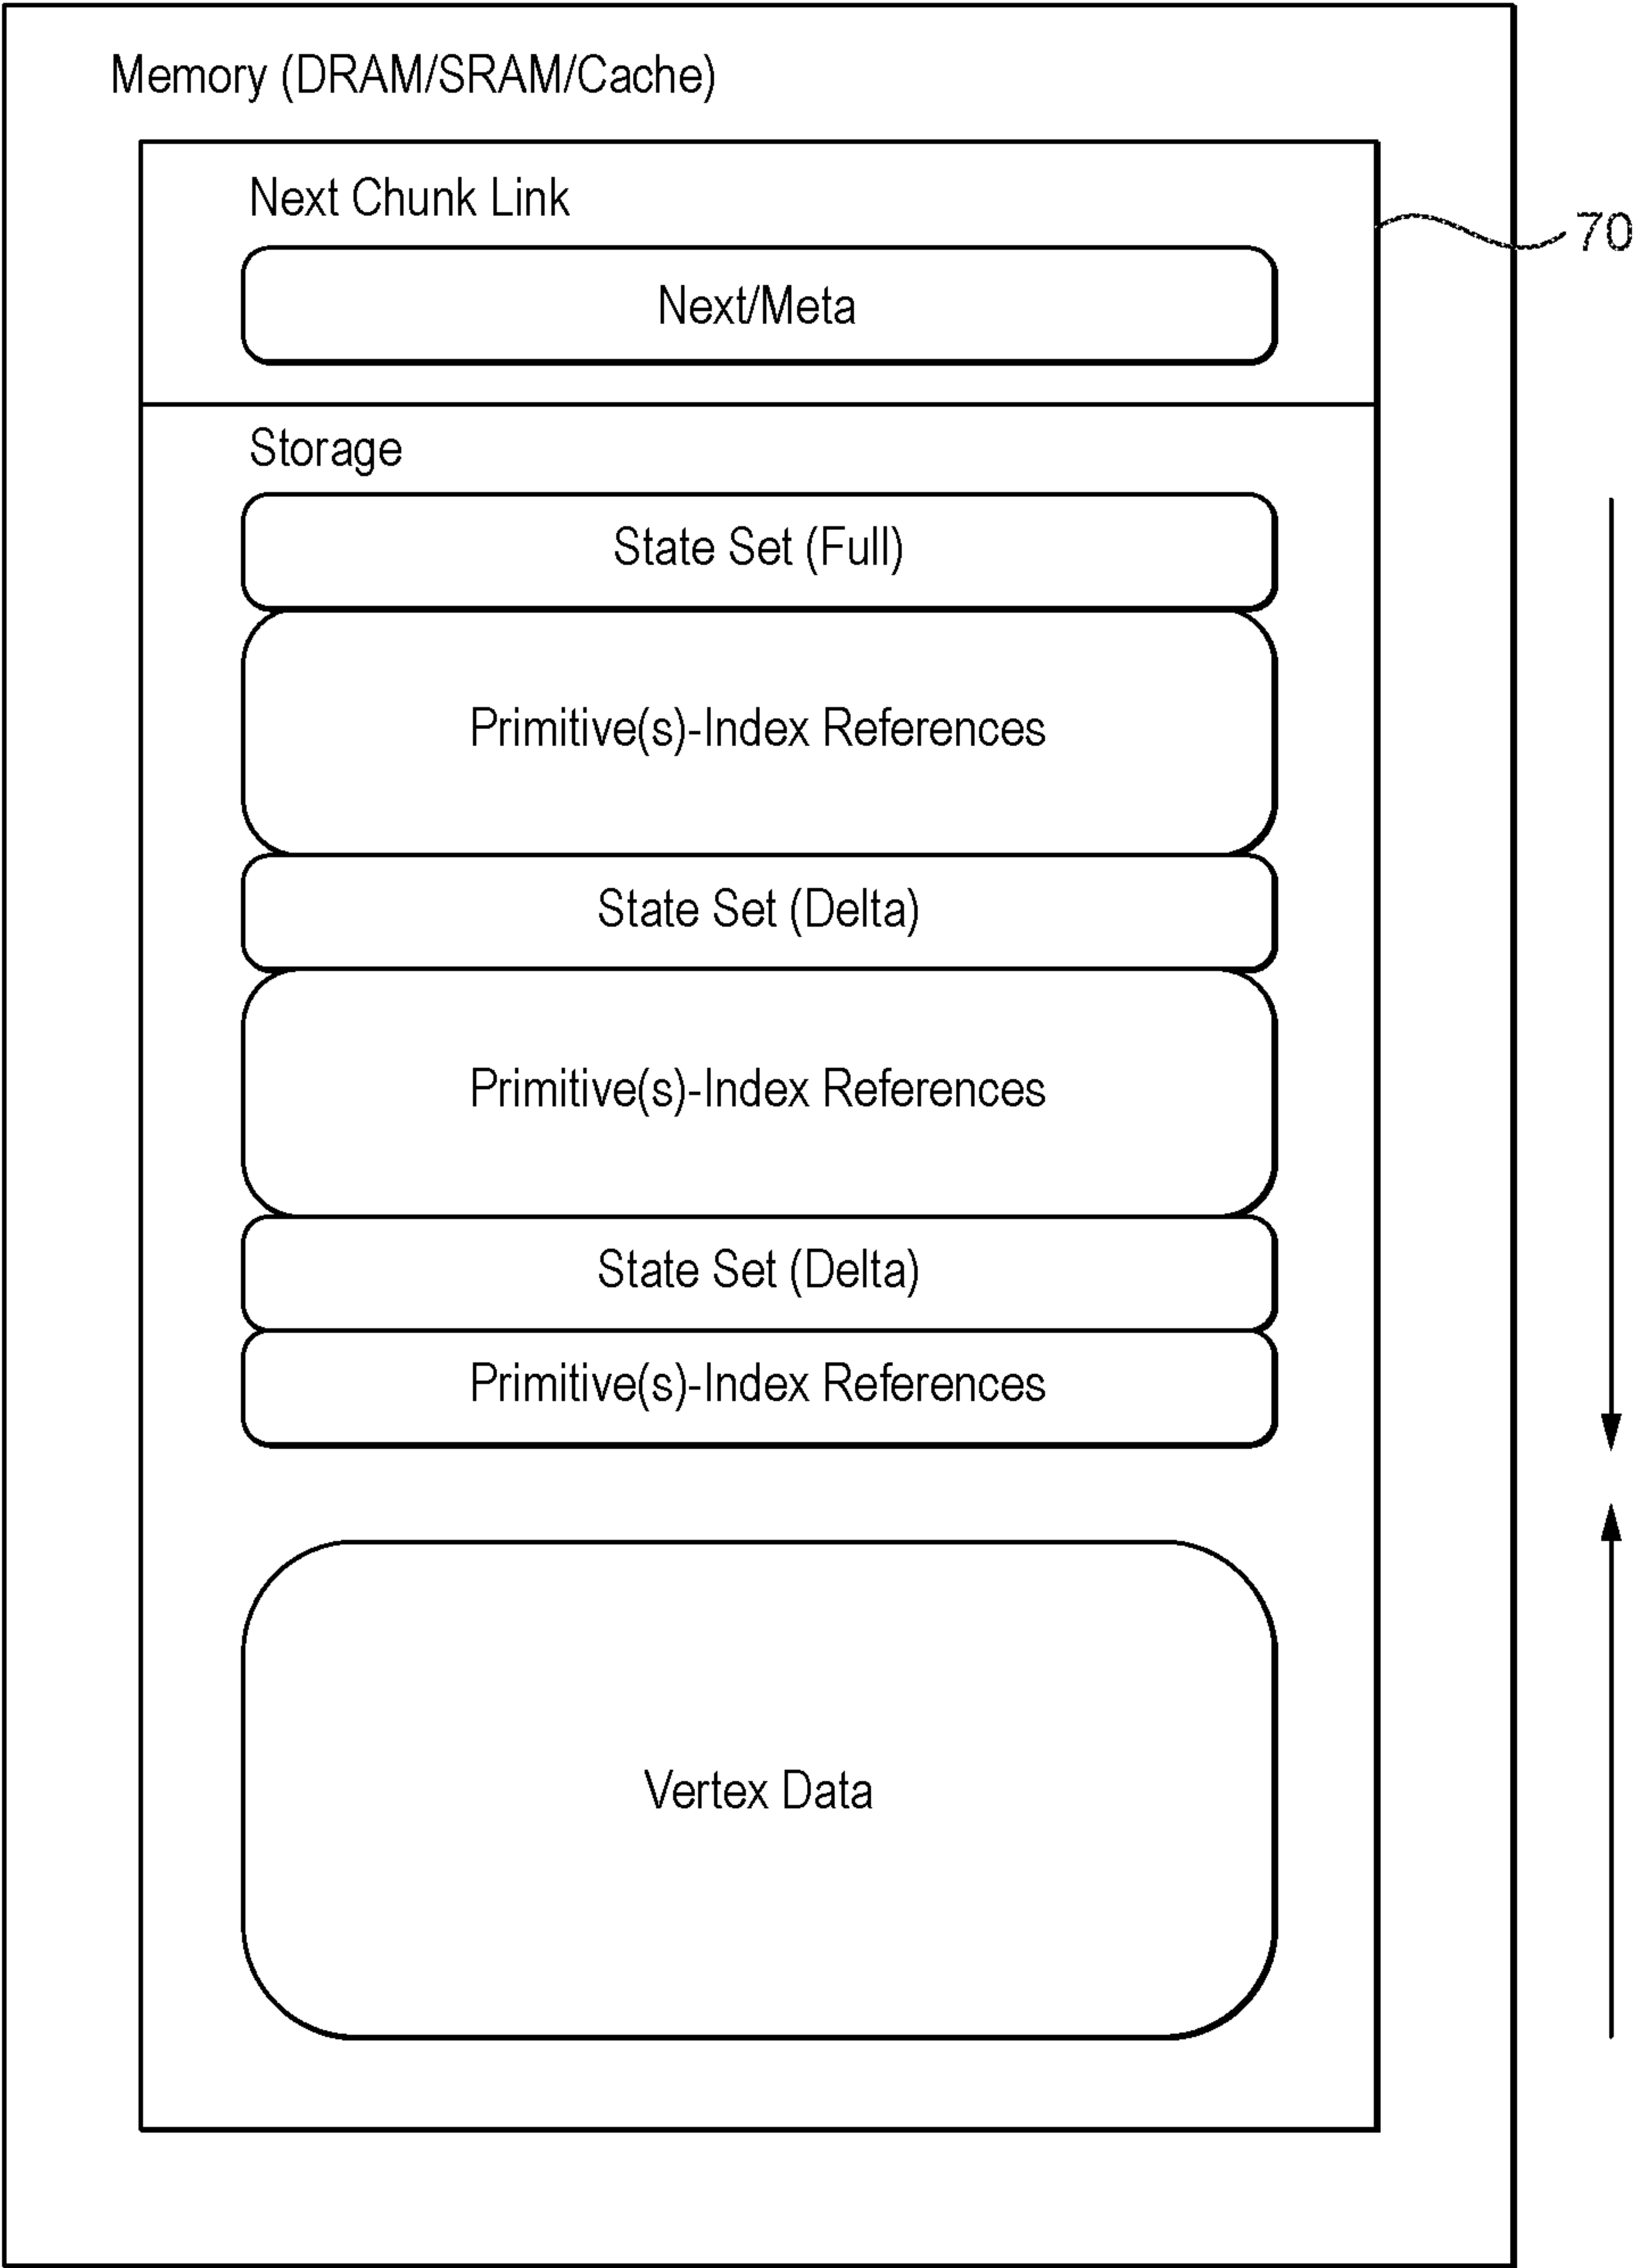 Memory (DRAM/SRAM/Cache)
Next Chunk Link
70
Next/Meta
Storage
State Set (Full)
Primitive(s)-Index References
State Set (Delta)
Primitive(s)-Index References
State Set (Delta)
Primitive(s)-Index References
Vertex Data